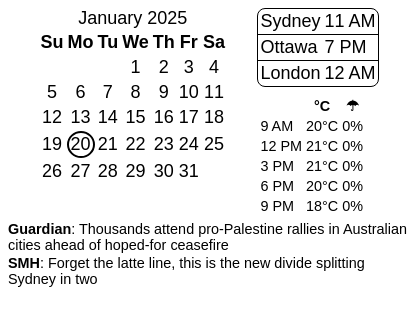 January 2025
Su Mo Tu We Th Fr Sa
1 2 3 4
5 6 7 8 9 10 11
12 13 14 15 16 17 18
19 20 21 22 23 24 25
26 27 28 29 30 31
Sydney 11 AM
Ottawa 7 PM
London 12 AM
°C ☂
9 AM 20°C 0%
12 PM 21°C 0%
3 PM 21°C 0%
6 PM 20°C 0%
9 PM 18°C 0%
Guardian: Thousands attend pro-Palestine rallies in Australian
cities ahead of hoped-for ceasefire
SMH: Forget the latte line, this is the new divide splitting
Sydney in two